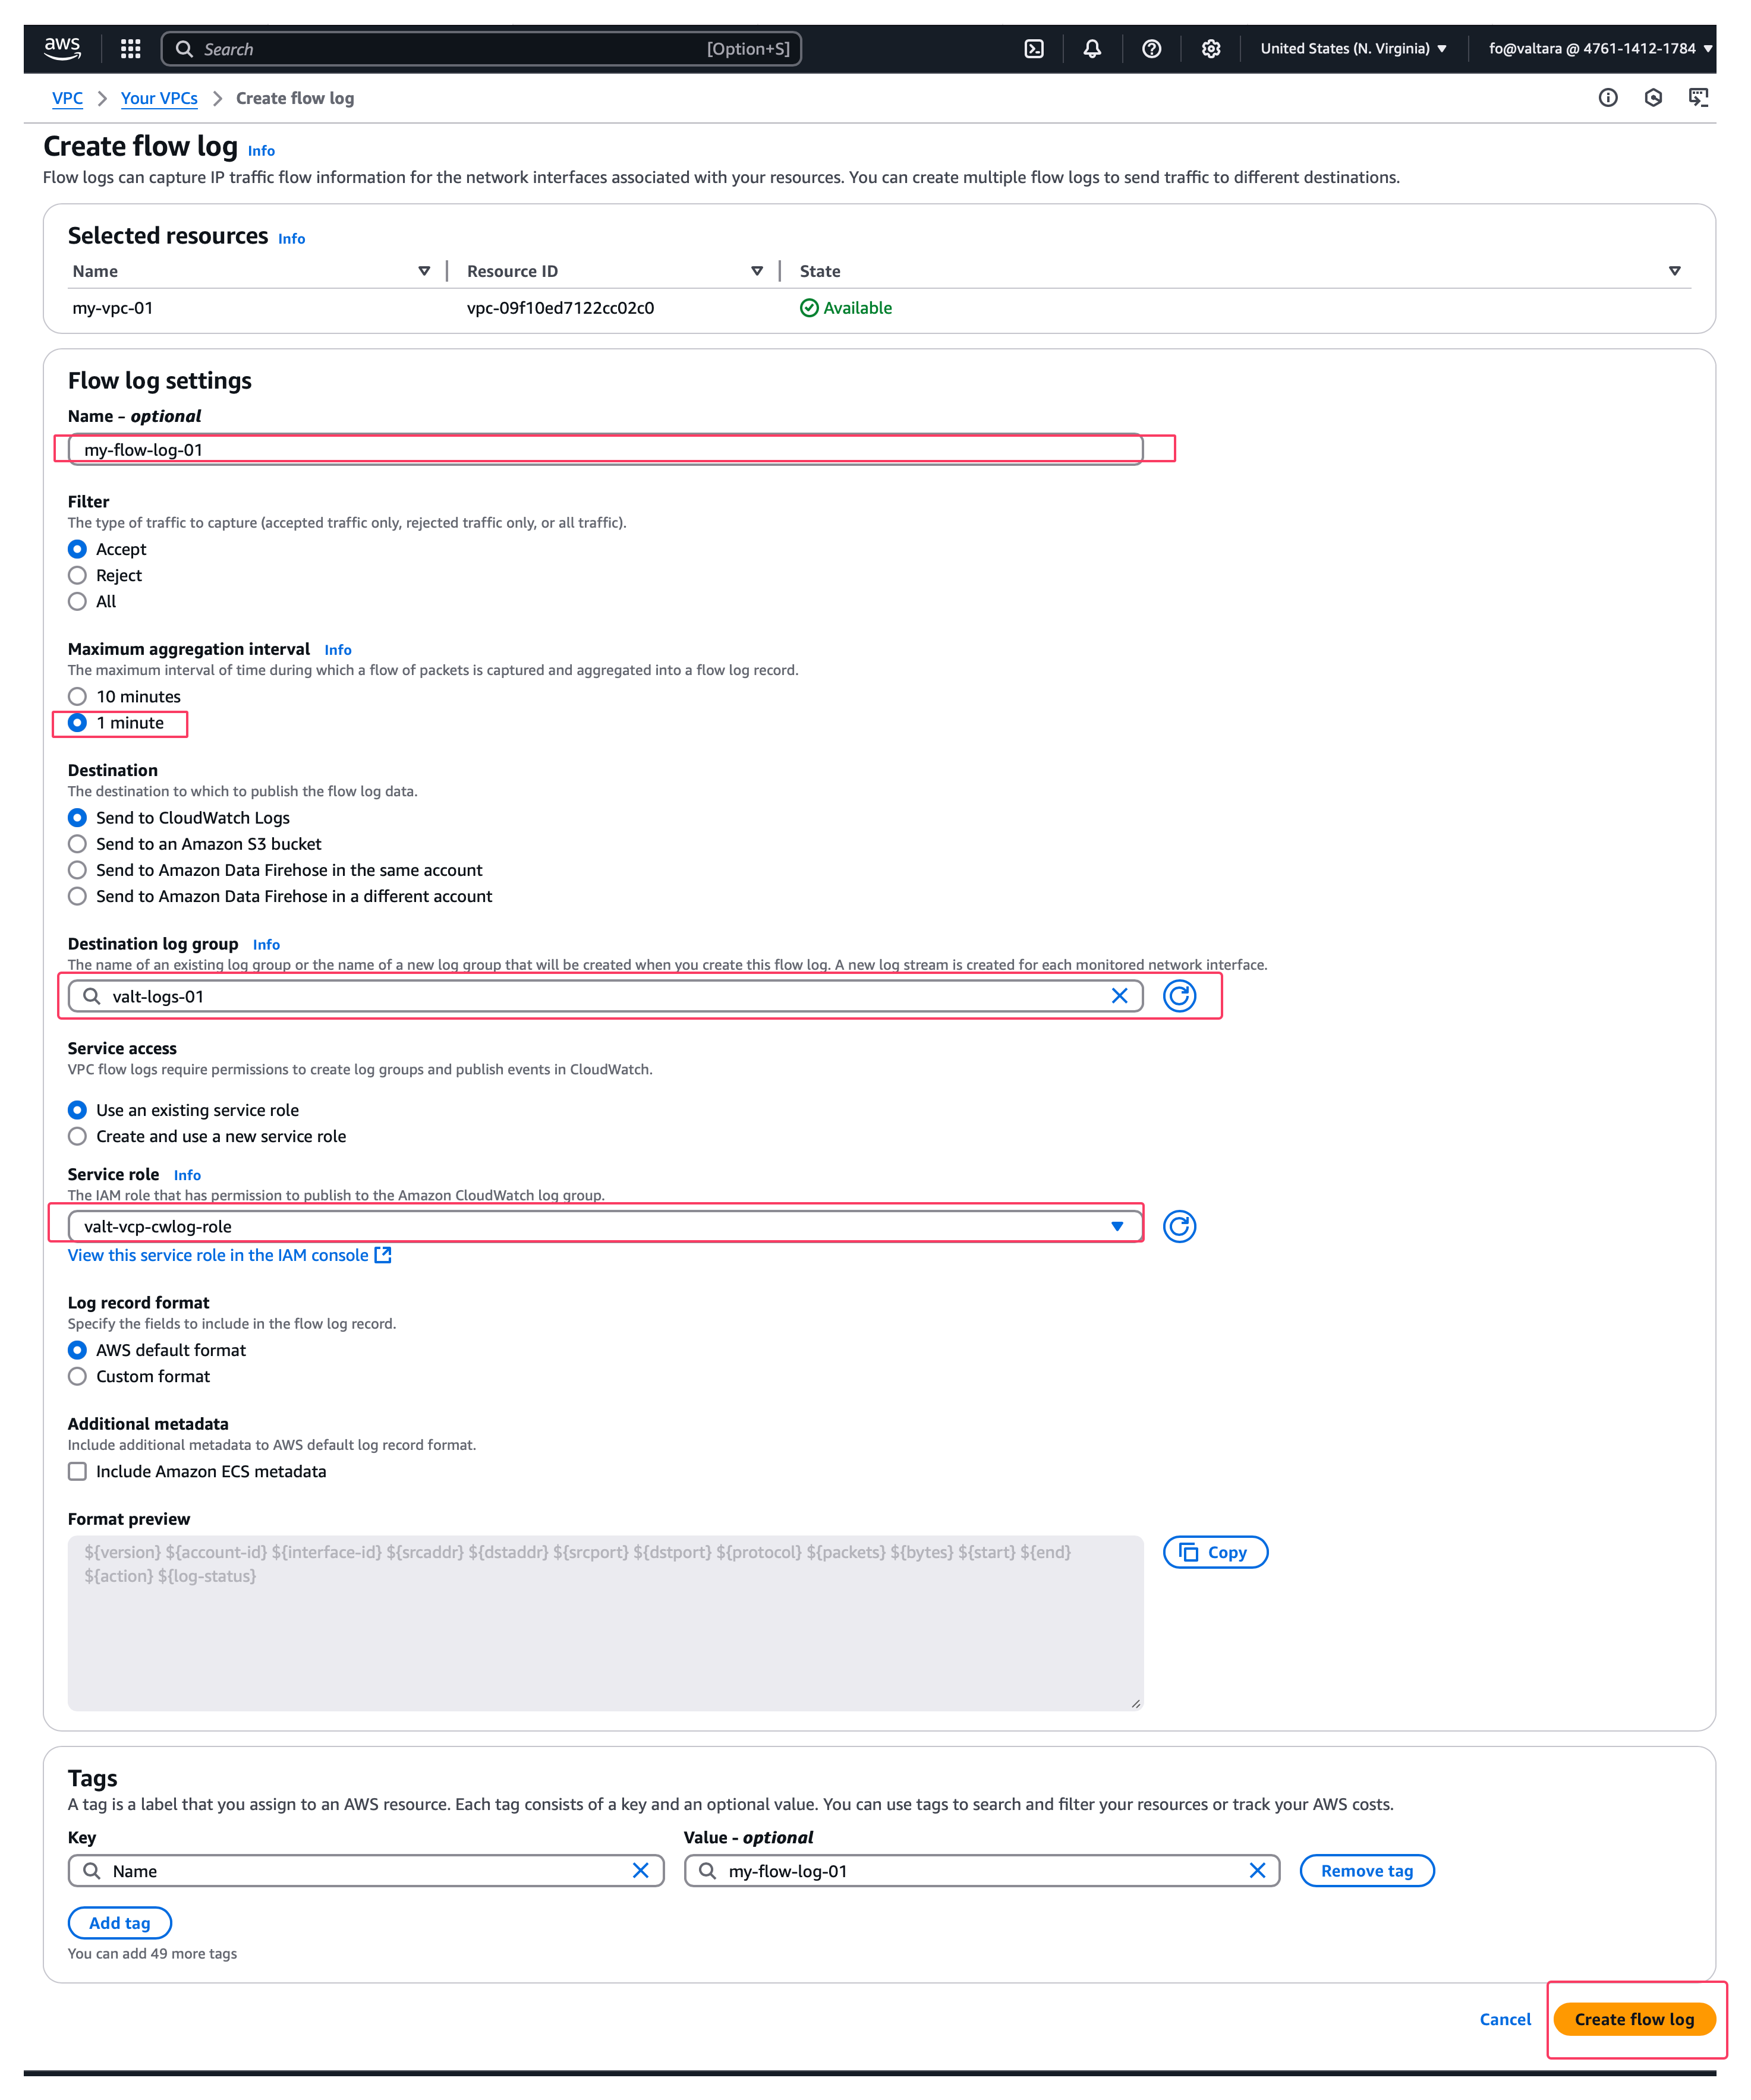 aws Search [Option+S] United States (N. Virginia) fo@valtara @ 4761-1412-1784
VPC Your VPCs Create flow log
Create flow log Info
Flow logs can capture IP traffic flow information for the network interfaces associated with your resources. You can create multiple flow logs to send traffic to different destinations.
Selected resources Info
Name Resource ID State
my-vpc-01 vpc-09f10ed7122cc02c0 Available
Flow log settings
Name – optional
my-flow-log-01
Filter
The type of traffic to capture (accepted traffic only, rejected traffic only, or all traffic).
Accept
Reject
All
Maximum aggregation interval Info
The maximum interval of time during which a flow of packets is captured and aggregated into a flow log record.
10 minutes
1 minute
Destination
The destination to which to publish the flow log data.
Send to CloudWatch Logs
Send to an Amazon S3 bucket
Send to Amazon Data Firehose in the same account
Send to Amazon Data Firehose in a different account
Destination log group Info
The name of an existing log group or the name of a new log group that will be created when you create this flow log. A new log stream is created for each monitored network interface.
valt-logs-01
Service access
VPC flow logs require permissions to create log groups and publish events in CloudWatch.
Use an existing service role
Create and use a new service role
Service role Info
The IAM role that has permission to publish to the Amazon CloudWatch log group.
valt-vcp-cwlog-role
View this service role in the IAM console
Log record format
Specify the fields to include in the flow log record.
AWS default format
Custom format
Additional metadata
Include additional metadata to AWS default log record format.
Include Amazon ECS metadata
Format preview
${version} ${account-id} ${interface-id} ${srcaddr} ${dstaddr} ${srcport} ${dstport} ${protocol} ${packets} ${bytes} ${start} ${end}
${action} ${log-status}
Copy
Tags
A tag is a label that you assign to an AWS resource. Each tag consists of a key and an optional value. You can use tags to search and filter your resources or track your AWS costs.
Key Value - optional
Name my-flow-log-01 Remove tag
Add tag
You can add 49 more tags
Cancel Create flow log